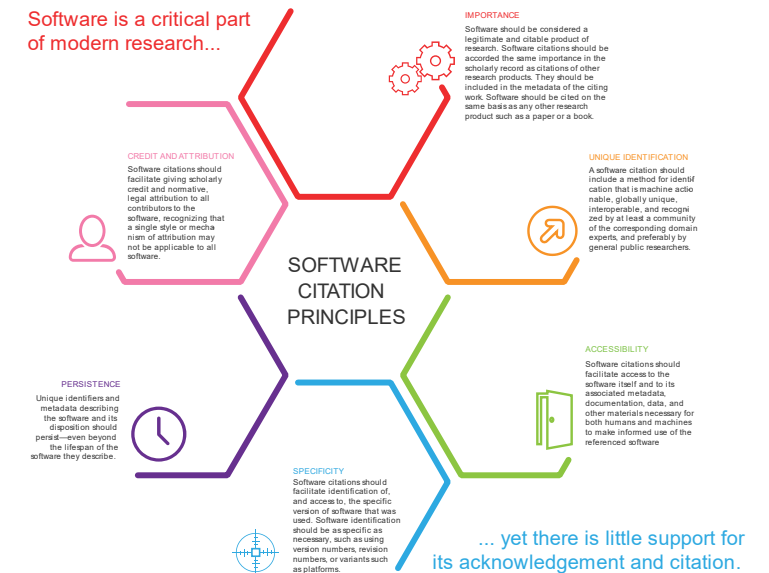 Software is a critical part
of modern research...
IMPORTANCE
Software should be considered a
legitimate and citable product of
research. Software citations should be
accorded the same importance in the
scholarly record as citations of other
research products. They should be
included in the metadata of the citing
work. Software should be cited on the
same basis as any other research
product such as a paper or a book.
CREDIT AND ATTRIBUTION
Software citations should
facilitate giving scholarly
credit and normative,
legal attribution to all
contributors to the
software, recognizing that
a single style or mecha
nism of attribution may
not be applicable to all
software.
UNIQUE IDENTIFICATION
A software citation should
include a method for identif
cation that is machine actio
nable, globally unique,
interoperable, and recogni
zed by at least a community
of the corresponding domain
experts, and preferably by
general public researchers.
SOFTWARE
CITATION
PRINCIPLES
ACCESSIBILITY
Software citations should
facilitate access to the
software itself and to its
associated metadata,
documentation, data, and
other materials necessary for
both humans and machines
to make informed use of the
referenced software
PERSISTENCE
Unique identifiers and
metadata describing
the software and its
disposition should
persist—even beyond
the lifespan of the
software they describe.
SPECIFICITY
Software citations should
facilitate identification of,
and access to, the specific
version of software that was
used. Software identification
should be as specific as
necessary, such as using
version numbers, revision
numbers, or variants such
as platforms.
... yet there is little support for
its acknowledgement and citation.